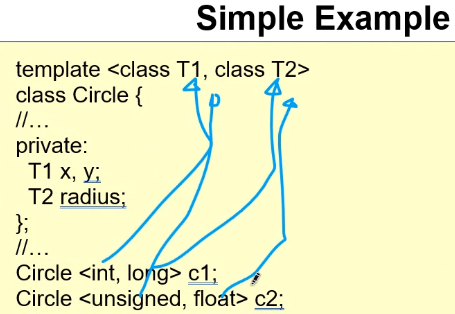 Simple Example
template <class T1, class T2>
class Circle {
//…
private:
T1 x, y;
T2 radius;
};
//…
Circle <int, long> c1;
Circle <unsigned, float> c2;